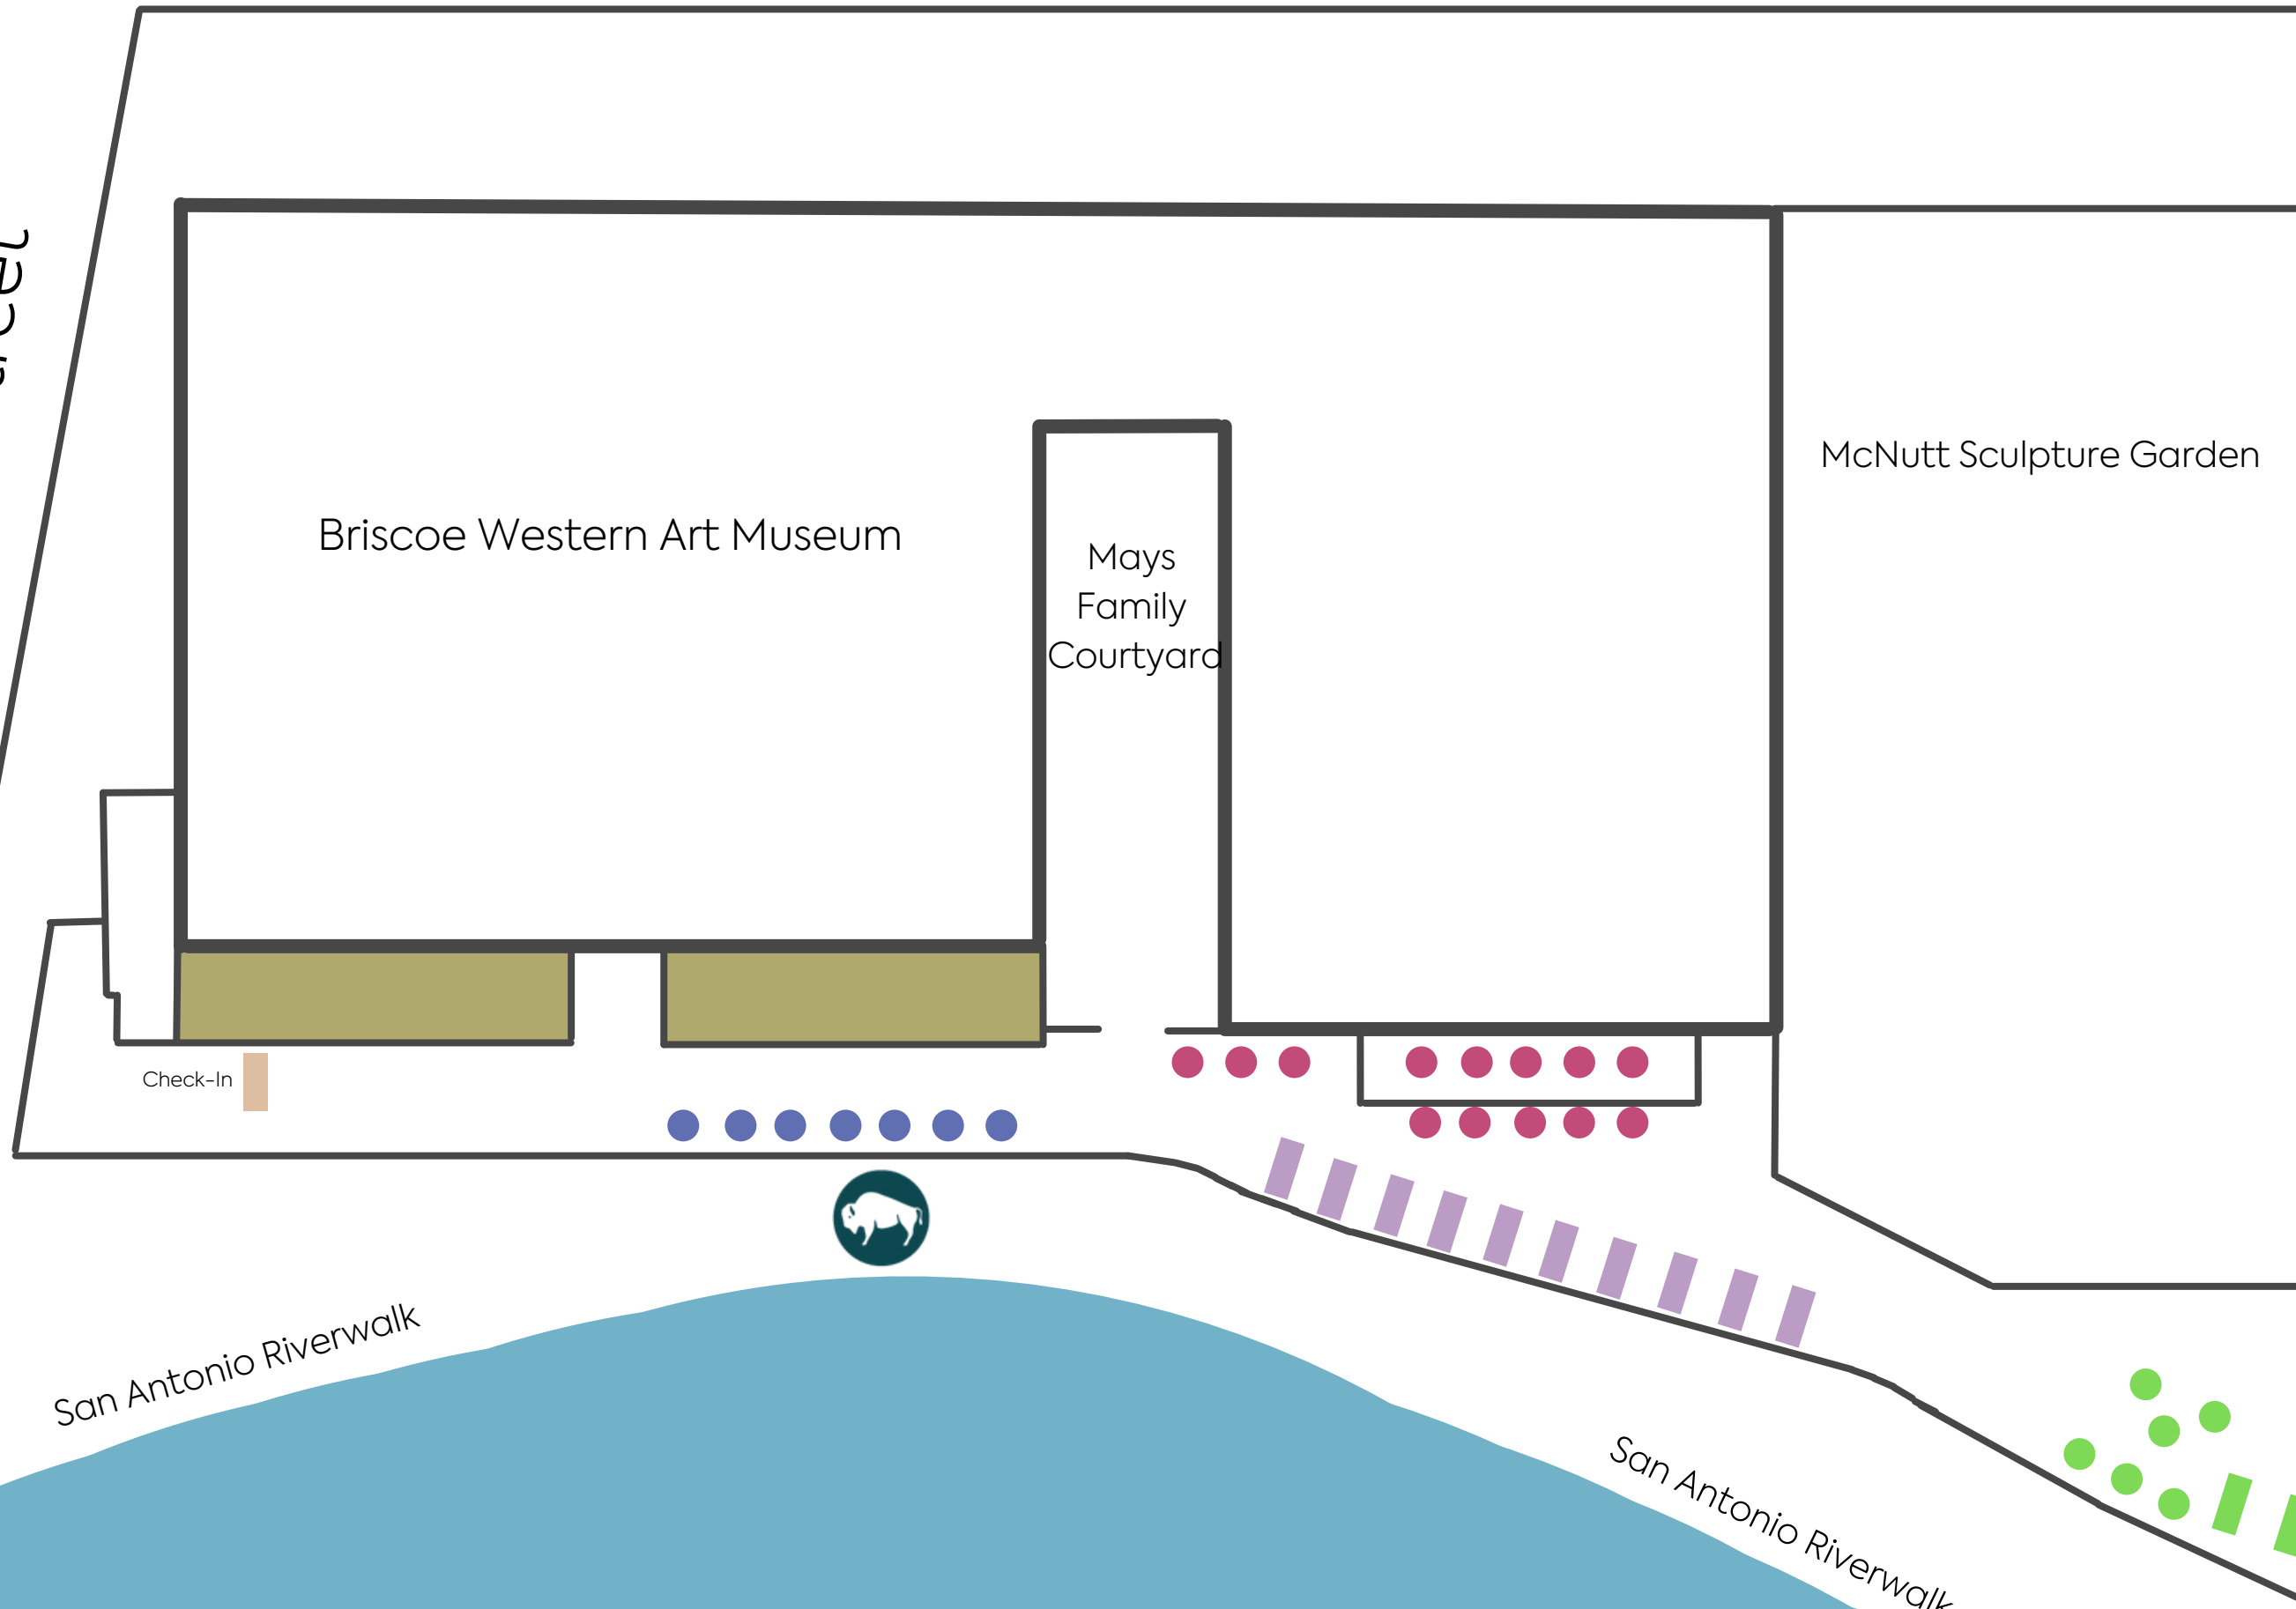 McNutt Sculpture Garden
Briscoe Western Art Museum
Mays
Family
Courtyard
Check-In
San Antonio Riverwalk
San Antonio Riverwalk